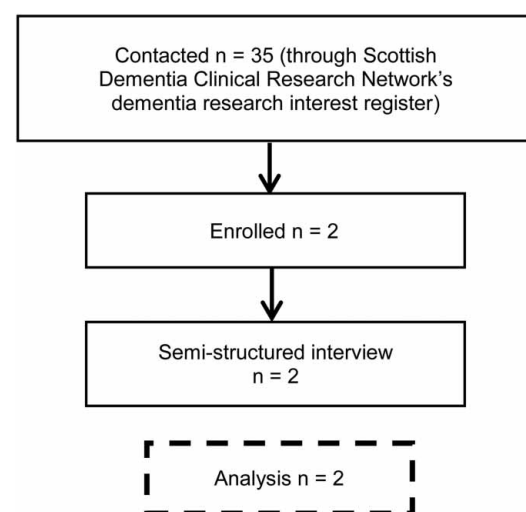 Contacted n = 35 (through Scottish
Dementia Clinical Research Network's
dementia research interest register)
Enrolled n = 2
Semi-structured interview
n = 2
Analysis n = 2